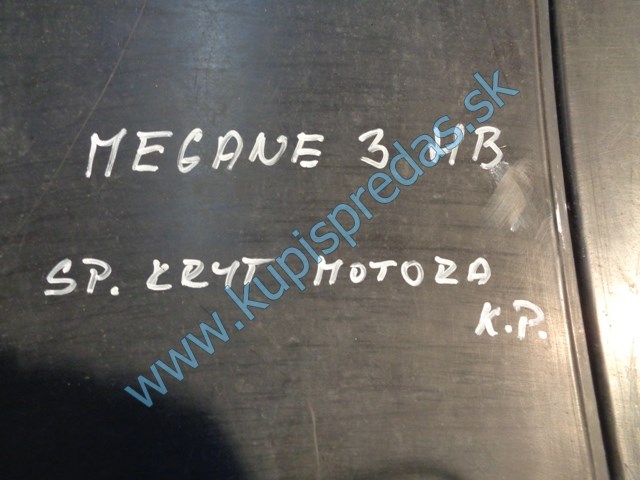 MEGANE 3 HB
SP. KRYT MOTORA
K.P.
www.kupispredas.sk